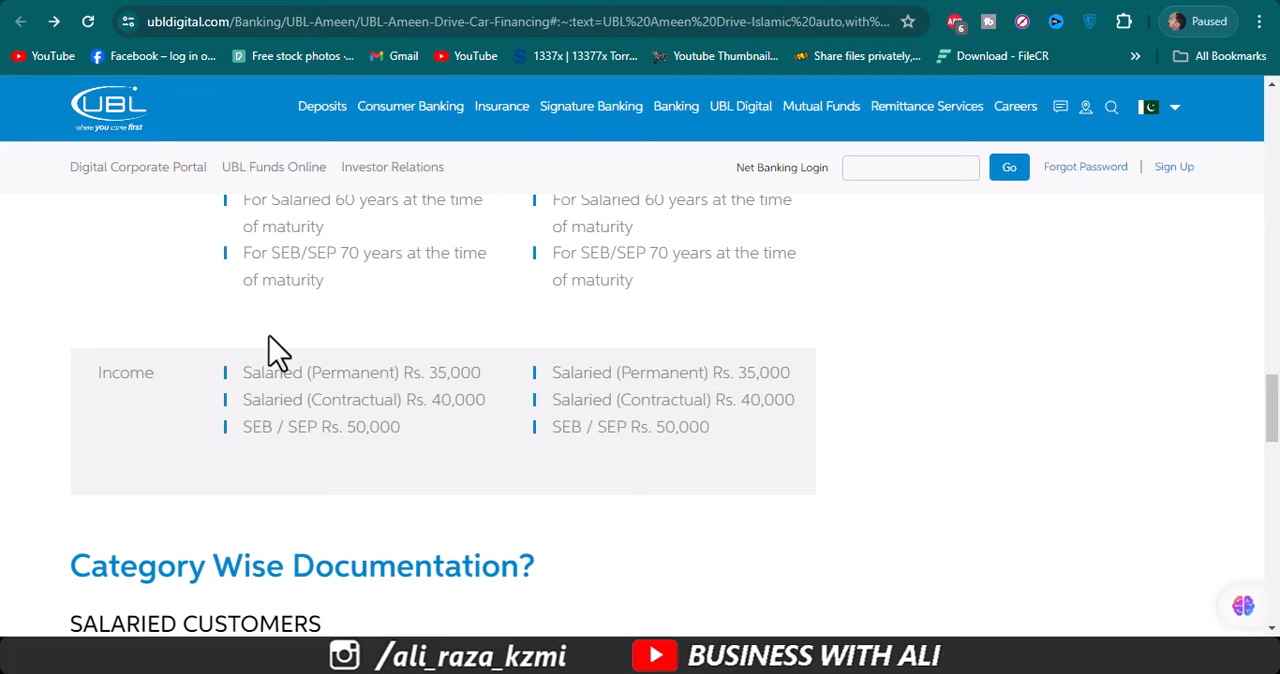 ubldigital.com/Banking/UBL-Ameen/UBL-Ameen-Drive-Car-Financing#:~:text=UBL%20Ameen%20Drive-Islamic%20auto,with%...
6
Paused
YouTube
Facebook – log in o...
Free stock photos ·...
Gmail
YouTube
1337x | 13377x Torr...
Youtube Thumbnail...
Share files privately,...
Download - FileCR
»
All Bookmarks
UBL
where you come first
Deposits
Consumer Banking
Insurance
Signature Banking
Banking
UBL Digital
Mutual Funds
Remittance Services
Careers
Digital Corporate Portal
UBL Funds Online
Investor Relations
Net Banking Login
Go
Forgot Password
|
Sign Up
For Salaried 60 years at the time
of maturity
For SEB/SEP 70 years at the time
of maturity
For Salaried 60 years at the time
of maturity
For SEB/SEP 70 years at the time
of maturity
Income
Salaried (Permanent) Rs. 35,000
Salaried (Contractual) Rs. 40,000
SEB / SEP Rs. 50,000
Salaried (Permanent) Rs. 35,000
Salaried (Contractual) Rs. 40,000
SEB / SEP Rs. 50,000
Category Wise Documentation?
SALARIED CUSTOMERS
/ali_raza_kzmi
BUSINESS WITH ALI